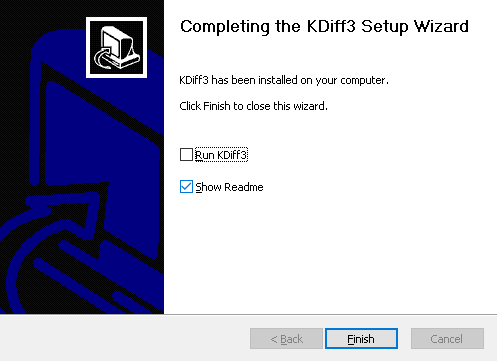 Completing the KDiff3 Setup Wizard
KDiff3 has been installed on your computer.
Click Finish to close this wizard.
Run KDiff3
Show Readme
< Back
Finish
Cancel